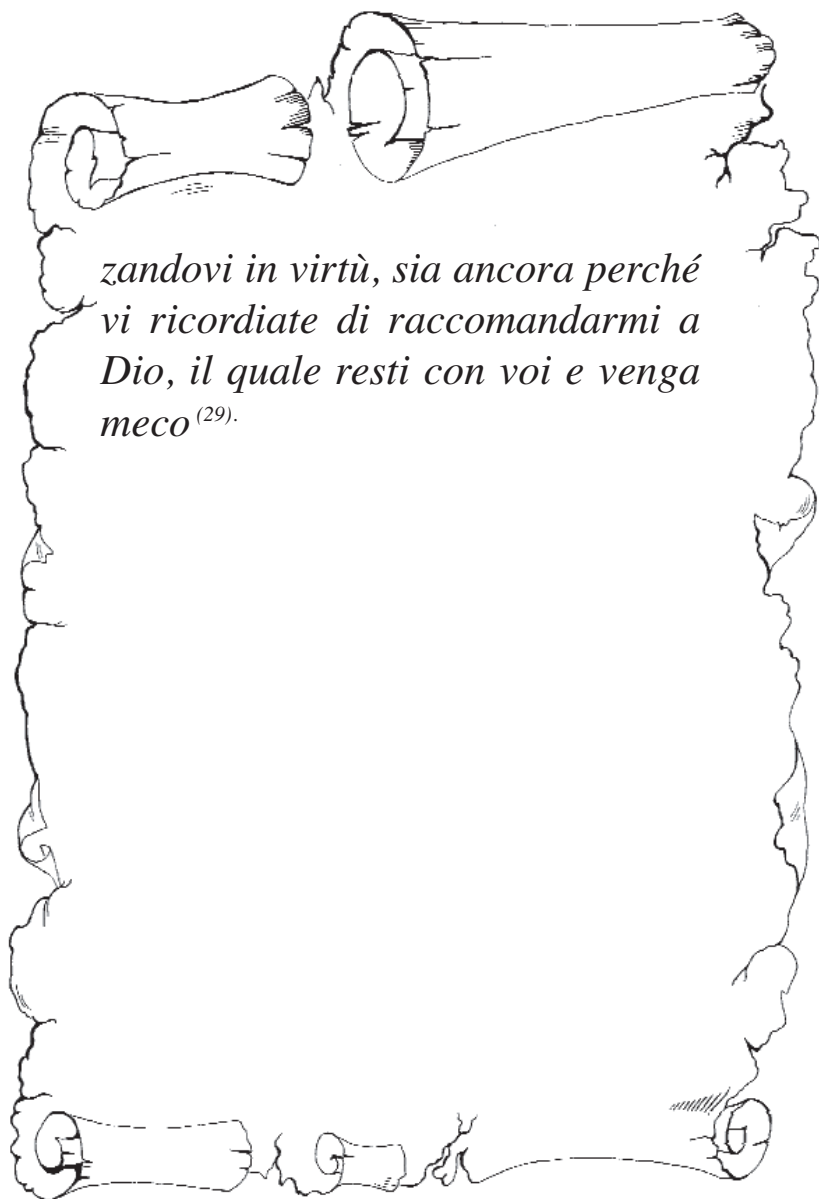 zandovi in virtù, sia ancora perché
vi ricordiate di raccomandarmi a
Dio, il quale resti con voi e venga
meco (29).